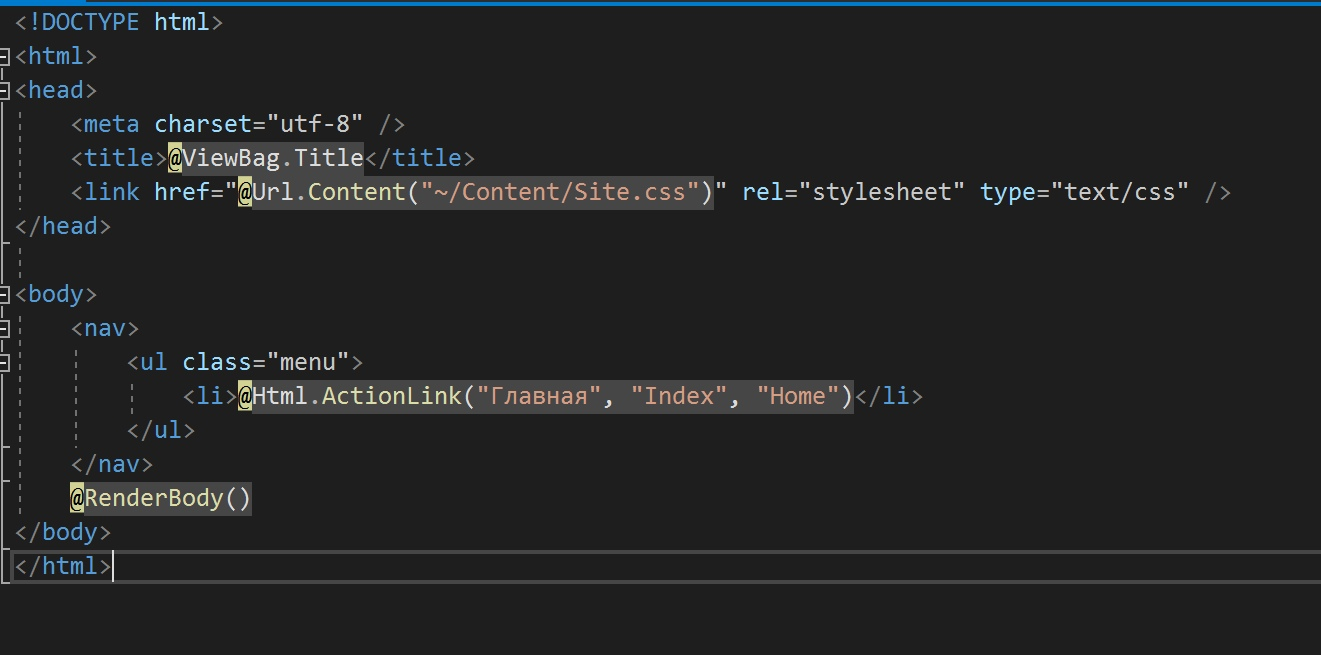 <!DOCTYPE html>
<html>
<head>
    <meta charset="utf-8" />
    <title>@ViewBag.Title</title>
    <link href="@Url.Content("~/Content/Site.css")" rel="stylesheet" type="text/css" />
</head>
<body>
    <nav>
        <ul class="menu">
            <li>@Html.ActionLink("Главная", "Index", "Home")</li>
        </ul>
    </nav>
    @RenderBody()
</body>
</html>